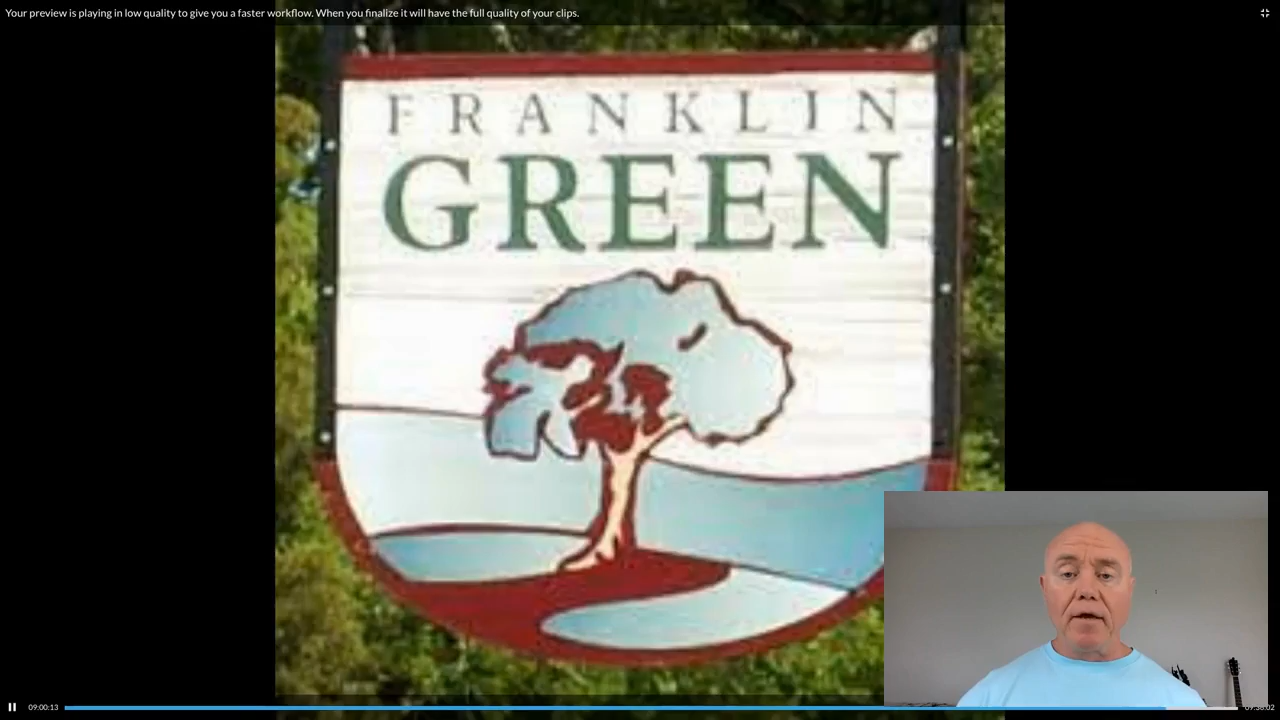 Your preview is playing in low quality to give you a faster workflow. When you finalize it will have the full quality of your clips.
FRANKLIN
GREEN
09:00:13